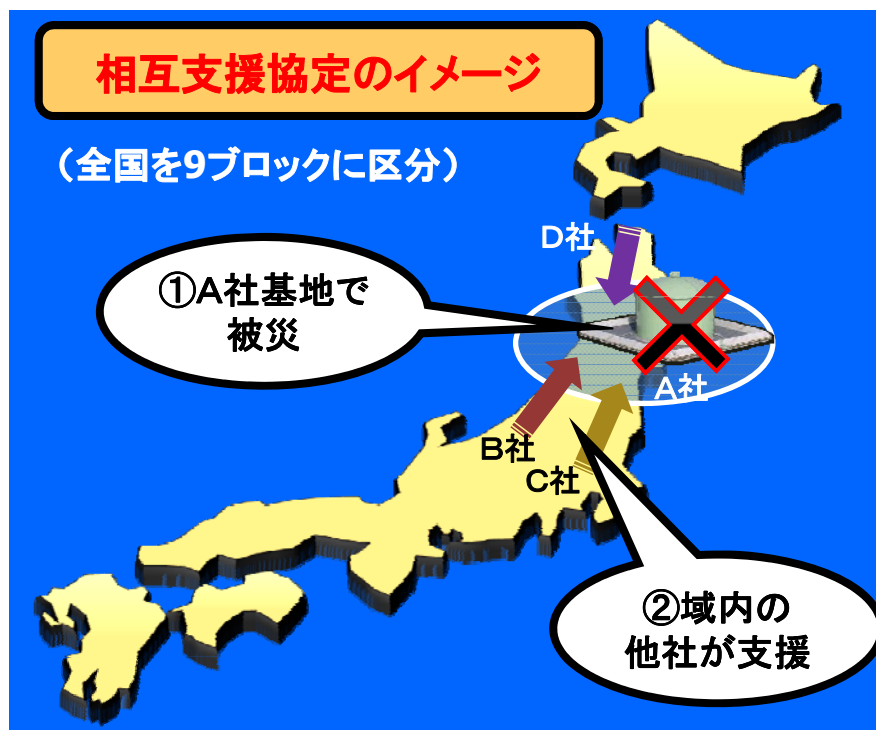 相互支援協定のイメージ
（全国を9ブロックに区分）
D社
①A社基地で
被災
A社
B社
C社
②域内の
他社が支援